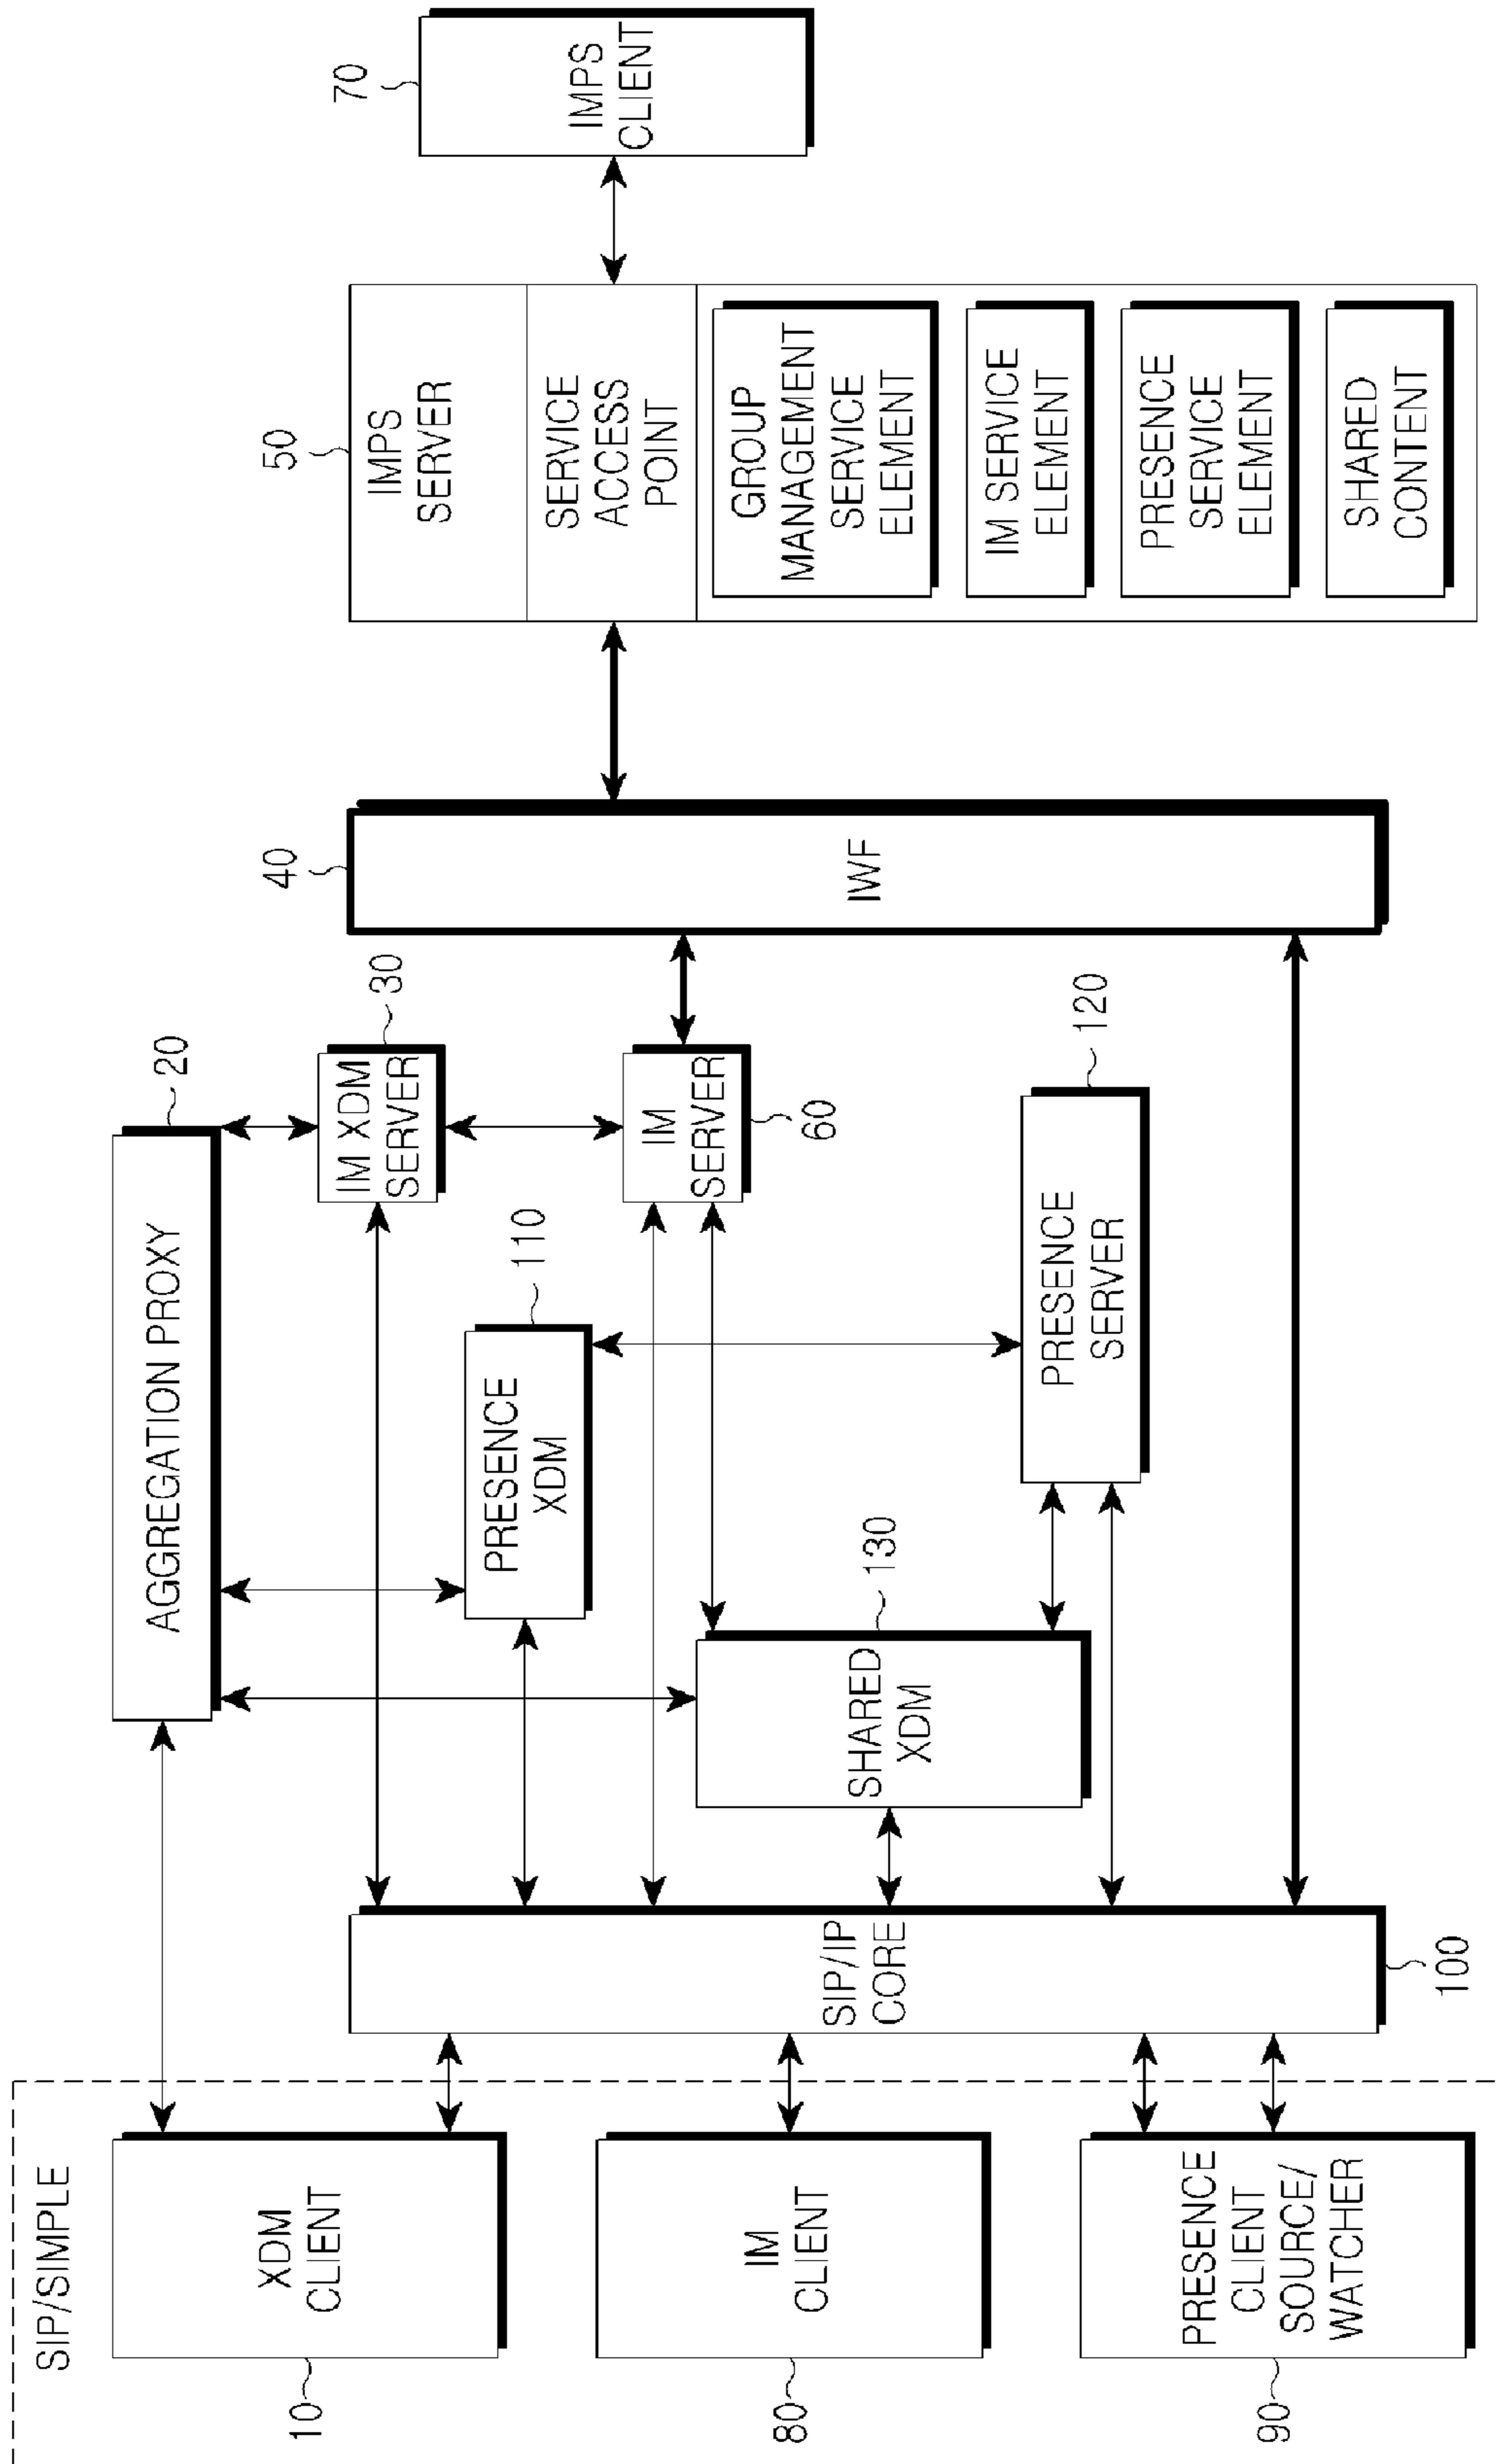 SIP/SIMPLE
XDM
CLIENT
10
IM
CLIENT
80
PRESENCE
CLIENT
SOURCE/
WATCHER
90
SIP/IP
CORE
100
AGGREGATION PROXY
20
PRESENCE
XDM
110
SHARED
XDM
130
IM XDM
SERVER
30
IM
SERVER
60
PRESENCE
SERVER
120
IWF
40
50
IMPS
SERVER
SERVICE
ACCESS
POINT
GROUP
MANAGEMENT
SERVICE
ELEMENT
IM SERVICE
ELEMENT
PRESENCE
SERVICE
ELEMENT
SHARED
CONTENT
70
IMPS
CLIENT